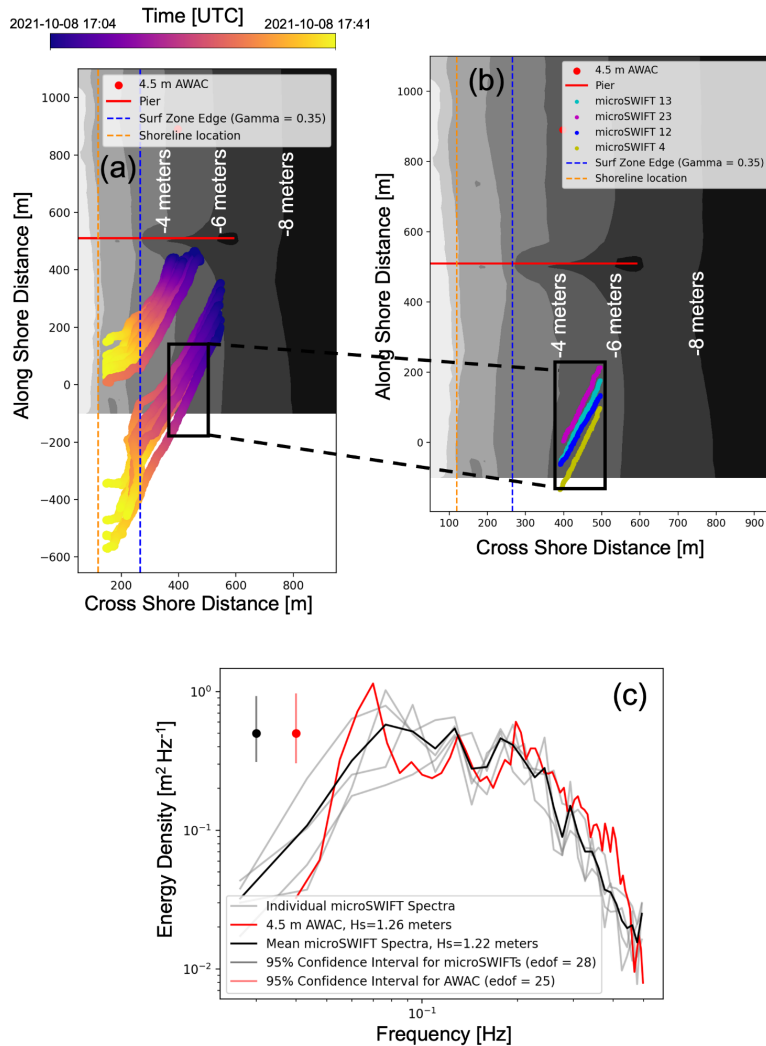 Time [UTC]
2021-10-08 17:04
2021-10-08 17:41
(a)
4.5 m AWAC
Pier
Surf Zone Edge (Gamma = 0.35)
Shoreline location
-4 meters
-6 meters
-8 meters
Along Shore Distance [m]
1000
800
600
400
200
0
−200
−400
−600
200
400
600
800
Cross Shore Distance [m]
(b)
4.5 m AWAC
Pier
microSWIFT 13
microSWIFT 23
microSWIFT 12
microSWIFT 4
Surf Zone Edge (Gamma = 0.35)
Shoreline location
-4 meters
-6 meters
-8 meters
Along Shore Distance [m]
1000
800
600
400
200
0
100
200
300
400
500
600
700
800
900
Cross Shore Distance [m]
(c)
Energy Density [m² Hz⁻¹]
10⁰
10⁻¹
10⁻²
Individual microSWIFT Spectra
4.5 m AWAC, Hs=1.26 meters
Mean microSWIFT Spectra, Hs=1.22 meters
95% Confidence Interval for microSWIFTs (edof = 28)
95% Confidence Interval for AWAC (edof = 25)
10⁻¹
Frequency [Hz]